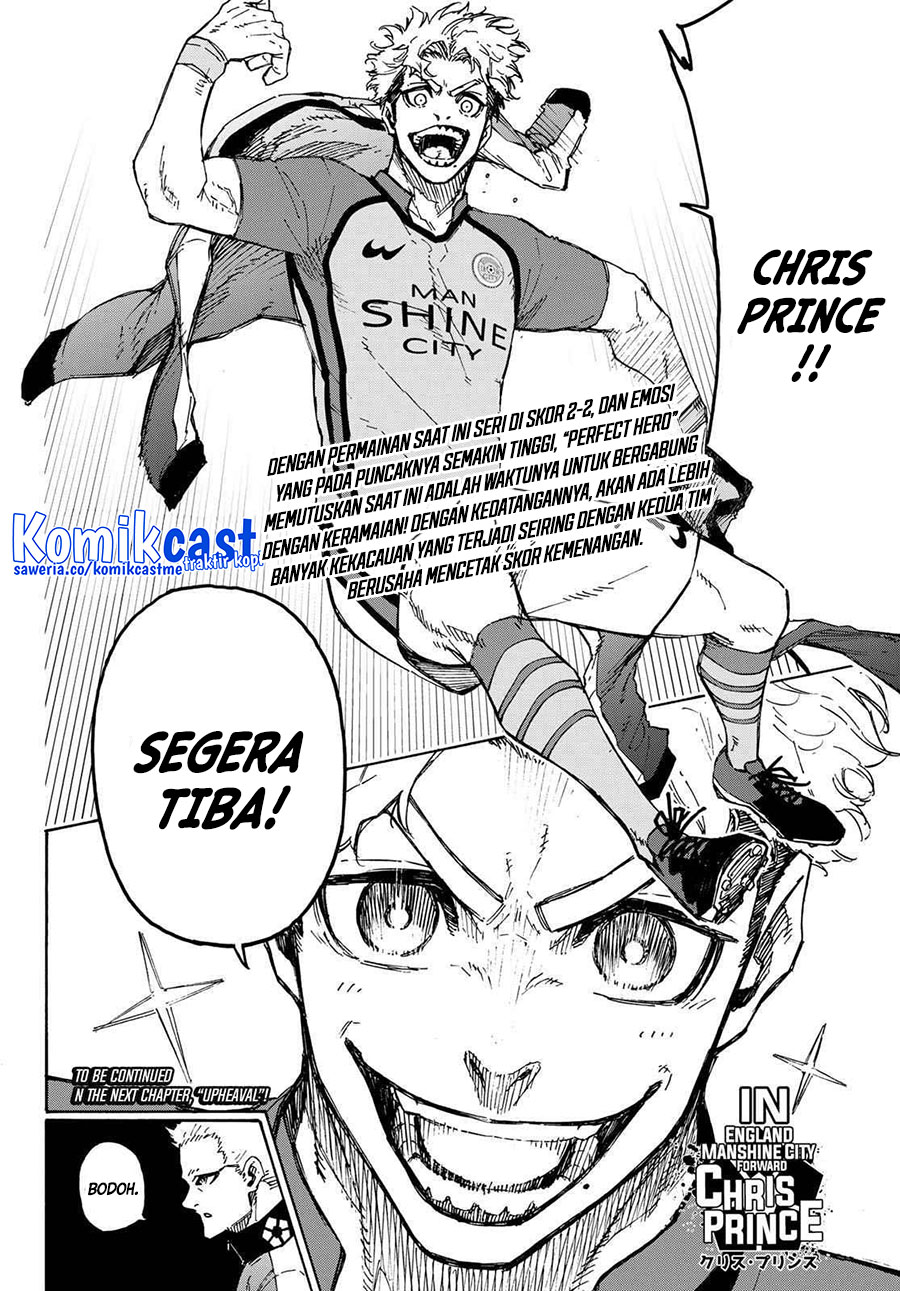 CHRIS
PRINCE
!!
MAN
SHINE
CITY
DENGAN PERMAINAN SAAT INI SERI DI SKOR 2-2, DAN EMOSI
YANG PADA PUNCAKNYA SEMAKIN TINGGI, “PERFECT HERO”
MEMUTUSKAN SAAT INI ADALAH WAKTUNYA UNTUK BERGABUNG
DENGAN KERAMAIAN! DENGAN KEDATANGANNYA, AKAN ADA LEBIH
BANYAK KEKACAUAN YANG TERJADI SEIRING DENGAN KEDUA TIM
BERUSAHA MENCETAK SKOR KEMENANGAN.
Komikcast
saweria.co/komikcastme
traktir kopi
SEGERA
TIBA!
TO BE CONTINUED
N THE NEXT CHAPTER, “UPHEAVAL”!
BODOH.
IN
ENGLAND
MANSHINE CITY
FORWARD
CHRIS
PRINCE
クリス・プリンス